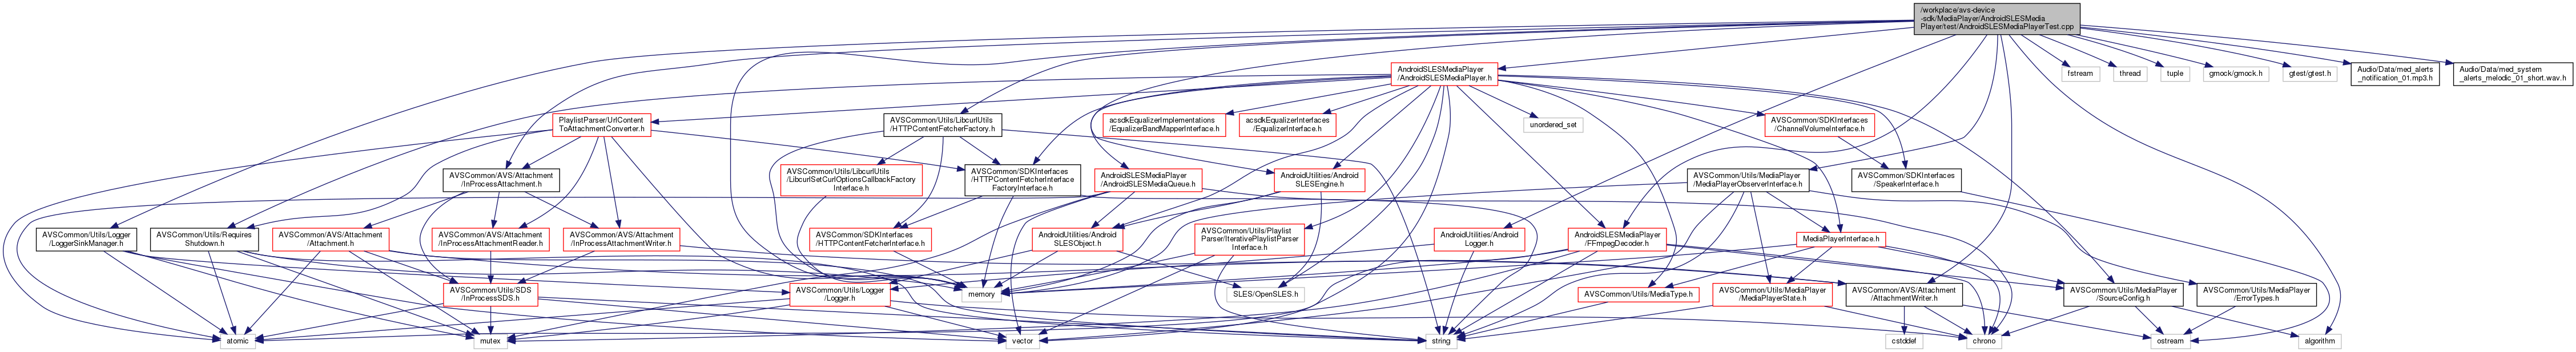 /workplace/avs-device
-sdk/MediaPlayer/AndroidSLESMedia
Player/test/AndroidSLESMediaPlayerTest.cpp
AndroidSLESMediaPlayer
/AndroidSLESMediaPlayer.h
fstream
thread
tuple
gmock/gmock.h
gtest/gtest.h
Audio/Data/med_alerts
_notification_01.mp3.h
Audio/Data/med_system
_alerts_melodic_01_short.wav.h
PlaylistParser/UrlContent
ToAttachmentConverter.h
AVSCommon/Utils/LibcurlUtils
/HTTPContentFetcherFactory.h
acsdkEqualizerImplementations
/EqualizerBandMapperInterface.h
acsdkEqualizerInterfaces
/EqualizerInterface.h
unordered_set
AVSCommon/SDKInterfaces
/ChannelVolumeInterface.h
AVSCommon/AVS/Attachment
/InProcessAttachment.h
AVSCommon/Utils/LibcurlUtils
/LibcurlSetCurlOptionsCallbackFactory
Interface.h
AVSCommon/SDKInterfaces
/HTTPContentFetcherInterface
FactoryInterface.h
AndroidSLESMediaPlayer
/AndroidSLESMediaQueue.h
AndroidUtilities/Android
SLESEngine.h
AVSCommon/Utils/MediaPlayer
/MediaPlayerObserverInterface.h
AVSCommon/SDKInterfaces
/SpeakerInterface.h
AVSCommon/Utils/Logger
/LoggerSinkManager.h
AVSCommon/Utils/Requires
Shutdown.h
AVSCommon/AVS/Attachment
/Attachment.h
AVSCommon/AVS/Attachment
/InProcessAttachmentReader.h
AVSCommon/AVS/Attachment
/InProcessAttachmentWriter.h
AVSCommon/SDKInterfaces
/HTTPContentFetcherInterface.h
AndroidUtilities/Android
SLESObject.h
AVSCommon/Utils/Playlist
Parser/IterativePlaylistParser
Interface.h
AndroidUtilities/Android
Logger.h
AndroidSLESMediaPlayer
/FFmpegDecoder.h
MediaPlayerInterface.h
AVSCommon/Utils/SDS
/InProcessSDS.h
AVSCommon/Utils/Logger
/Logger.h
memory
SLES/OpenSLES.h
AVSCommon/Utils/MediaType.h
AVSCommon/Utils/MediaPlayer
/MediaPlayerState.h
AVSCommon/AVS/Attachment
/AttachmentWriter.h
AVSCommon/Utils/MediaPlayer
/SourceConfig.h
AVSCommon/Utils/MediaPlayer
/ErrorTypes.h
atomic
mutex
vector
string
cstddef
chrono
ostream
algorithm